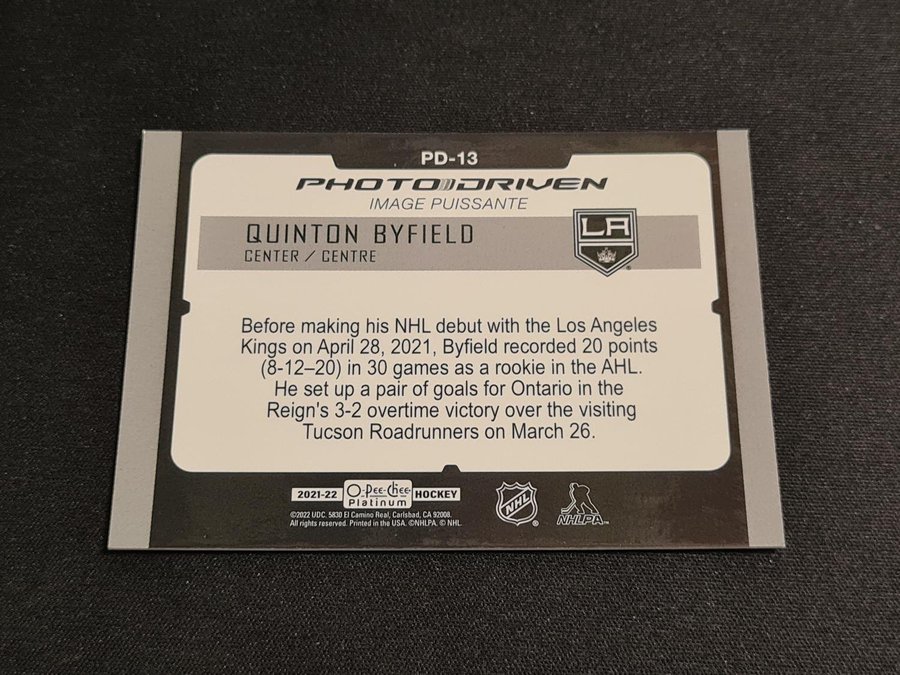 PD-13
PHOTO DRIVEN
IMAGE PUISSANTE
QUINTON BYFIELD
CENTER / CENTRE
LA
Before making his NHL debut with the Los Angeles
Kings on April 28, 2021, Byfield recorded 20 points
(8-12–20) in 30 games as a rookie in the AHL.
He set up a pair of goals for Ontario in the
Reign's 3-2 overtime victory over the visiting
Tucson Roadrunners on March 26.
2021-22 O-Pee-Chee Platinum HOCKEY
©2022 UDC. 5830 El Camino Real, Carlsbad, CA 92008.
All rights reserved. Printed in the USA. ©NHLPA. © NHL.
NHL
NHLPA